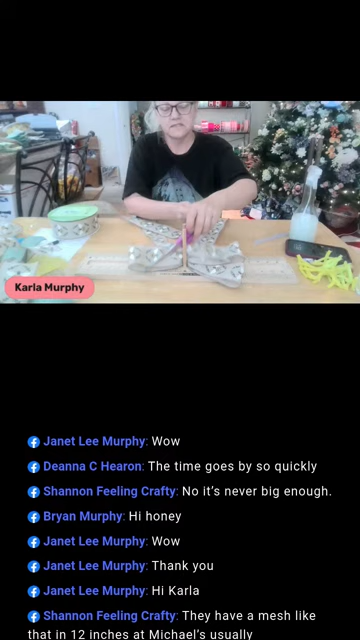 Karla Murphy
Janet Lee Murphy: Wow
Deanna C Hearon: The time goes by so quickly
Shannon Feeling Crafty: No it's never big enough.
Bryan Murphy: Hi honey
Janet Lee Murphy: Wow
Janet Lee Murphy: Thank you
Janet Lee Murphy: Hi Karla
Shannon Feeling Crafty: They have a mesh like
that in 12 inches at Michael's usually